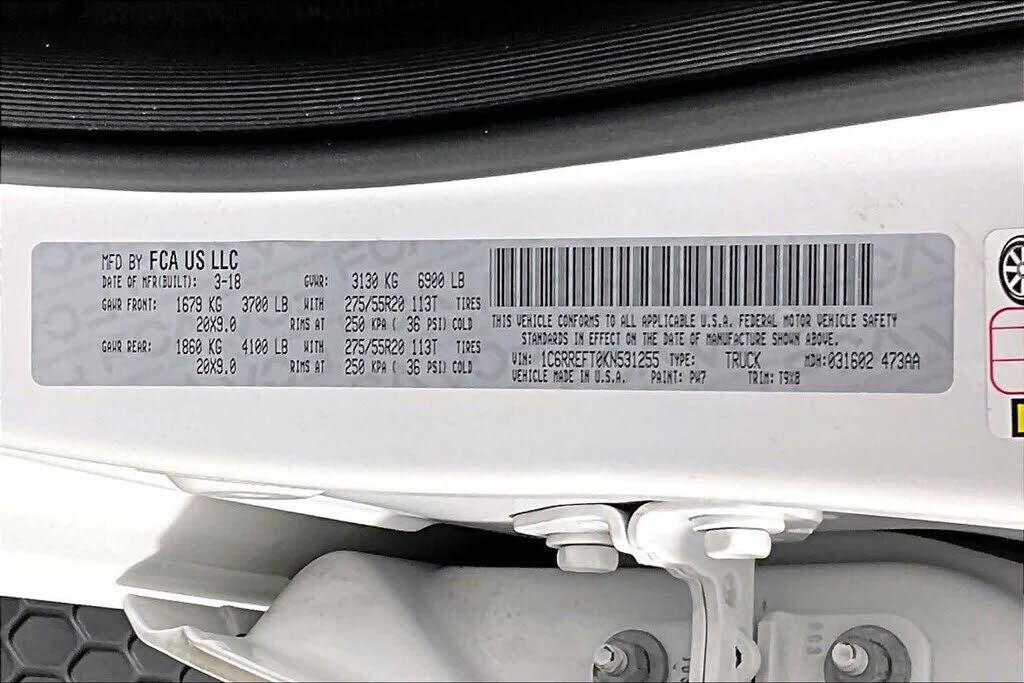 MFD BY FCA US LLC
DATE OF MFR(BUILT): 3-18 GVWR: 3130 KG 6900 LB
GAWR FRONT: 1679 KG 3700 LB WITH 275/55R20 113T TIRES
20X9.0 RIMS AT 250 KPA ( 36 PSI) COLD
GAWR REAR: 1860 KG 4100 LB WITH 275/55R20 113T TIRES
20X9.0 RIMS AT 250 KPA ( 36 PSI) COLD
THIS VEHICLE CONFORMS TO ALL APPLICABLE U.S.A. FEDERAL MOTOR VEHICLE SAFETY
STANDARDS IN EFFECT ON THE DATE OF MANUFACTURE SHOWN ABOVE.
VIN: 1C6RREFT0KN531255 TYPE: TRUCK MDH:031602 473AA
VEHICLE MADE IN U.S.A. PAINT: PW7 TRIM: T9X8